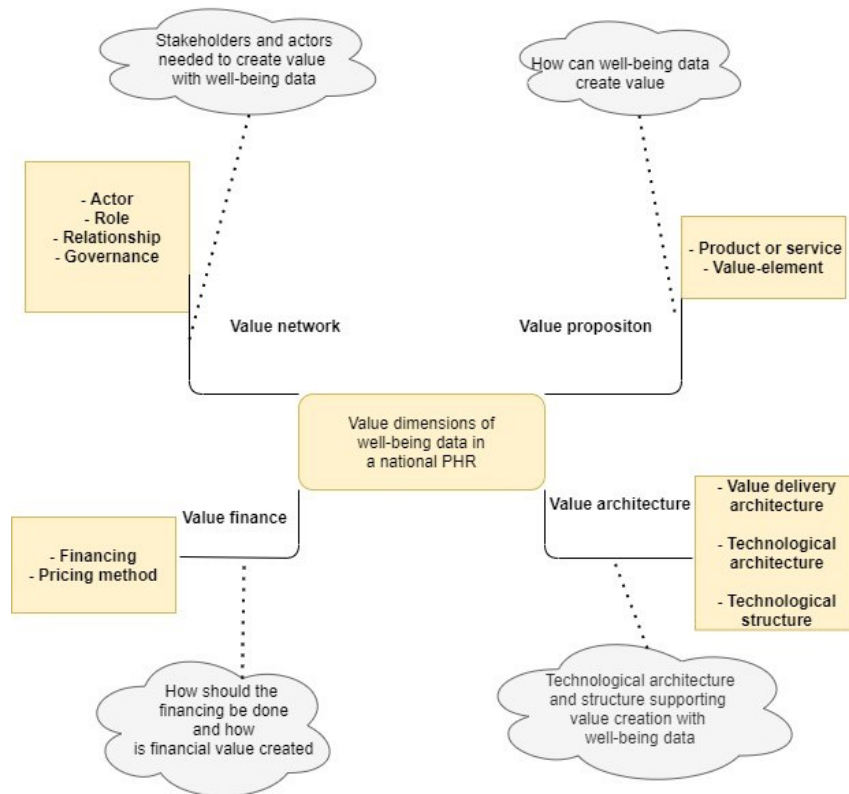 Stakeholders and actors
needed to create value
with well-being data
How can well-being data
create value
- Actor
- Role
- Relationship
- Governance
- Product or service
- Value-element
Value network
Value propositon
Value dimensions of
well-being data in
a national PHR
Value finance
Value architecture
- Financing
- Pricing method
- Value delivery
architecture
- Technological
architecture
- Technological
structure
How should the
financing be done
and how
is financial value created
Technological architecture
and structure supporting
value creation with
well-being data